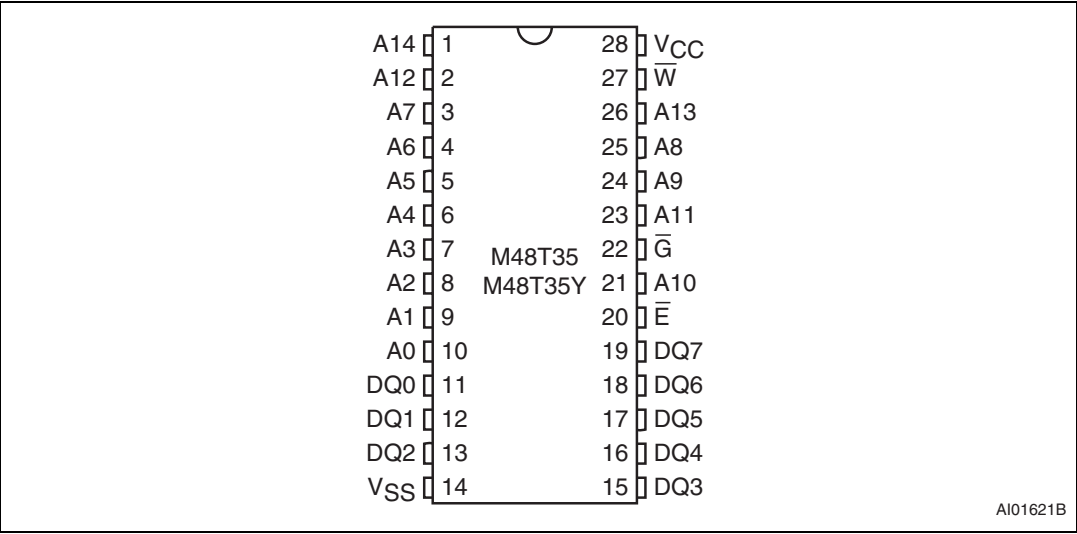 A14 1 28 VCC
A12 2 27 W̅
A7 3 26 A13
A6 4 25 A8
A5 5 24 A9
A4 6 23 A11
A3 7 22 G̅
A2 8 21 A10
A1 9 20 E̅
A0 10 19 DQ7
DQ0 11 18 DQ6
DQ1 12 17 DQ5
DQ2 13 16 DQ4
VSS 14 15 DQ3
M48T35
M48T35Y
AI01621B